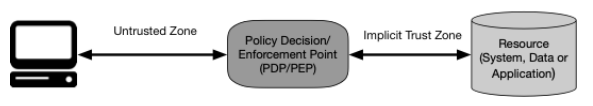 Untrusted Zone
Policy Decision/
Enforcement Point
(PDP/PEP)
Implicit Trust Zone
Resource
(System, Data or
Application)